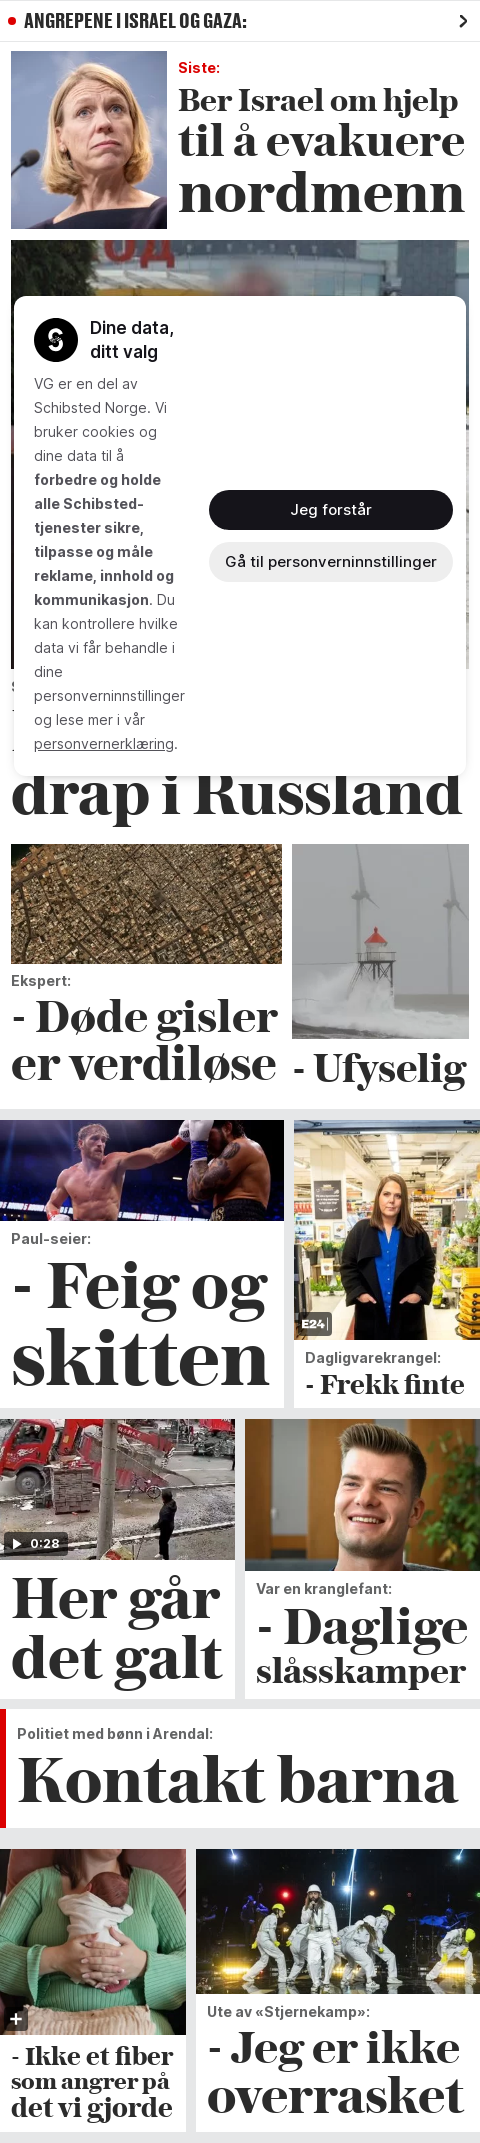 ANGREPENE I ISRAEL OG GAZA:
Siste:
Ber Israel om hjelp
til å evakuere
nordmenn
Dine data,
ditt valg
VG er en del av
Schibsted Norge. Vi
bruker cookies og
dine data til å
forbedre og holde
alle Schibsted-
tjenester sikre,
tilpasse og måle
reklame, innhold og
kommunikasjon. Du
kan kontrollere hvilke
data vi får behandle i
dine
personverninnstillinger
og lese mer i vår
personvernerklæring.
Jeg forstår
Gå til personverninnstillinger
drap i Russland
Ekspert:
- Døde gisler
er verdiløse
- Ufyselig
Paul-seier:
- Feig og
skitten
E24
Dagligvarekrangel:
- Frekk finte
0:28
Her går
det galt
Var en kranglefant:
- Daglige
slåsskamper
Politiet med bønn i Arendal:
Kontakt barna
- Ikke et fiber
som angrer på
det vi gjorde
Ute av «Stjernekamp»:
- Jeg er ikke
overrasket